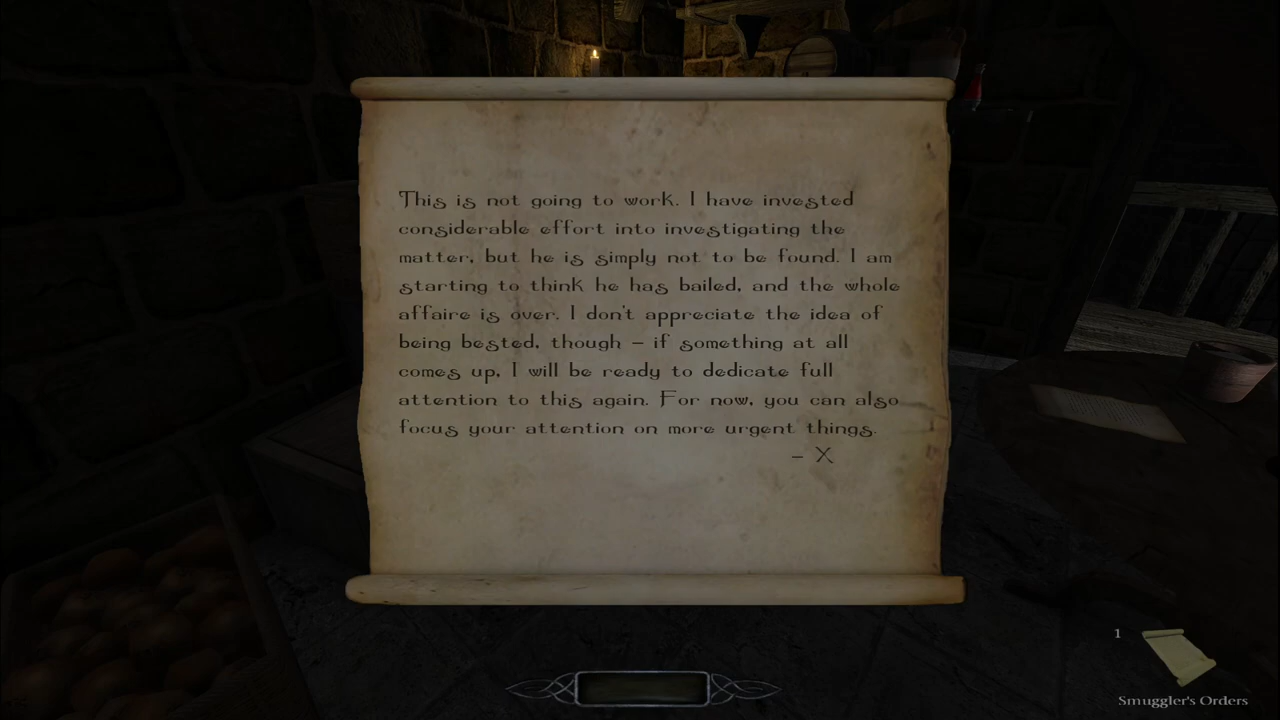 This is not going to work. I have invested
considerable effort into investigating the
matter, but he is simply not to be found. I am
starting to think he has bailed, and the whole
affaire is over. I don't appreciate the idea of
being bested, though – if something at all
comes up, I will be ready to dedicate full
attention to this again. For now, you can also
focus your attention on more urgent things.
– X
1
Smuggler's Orders